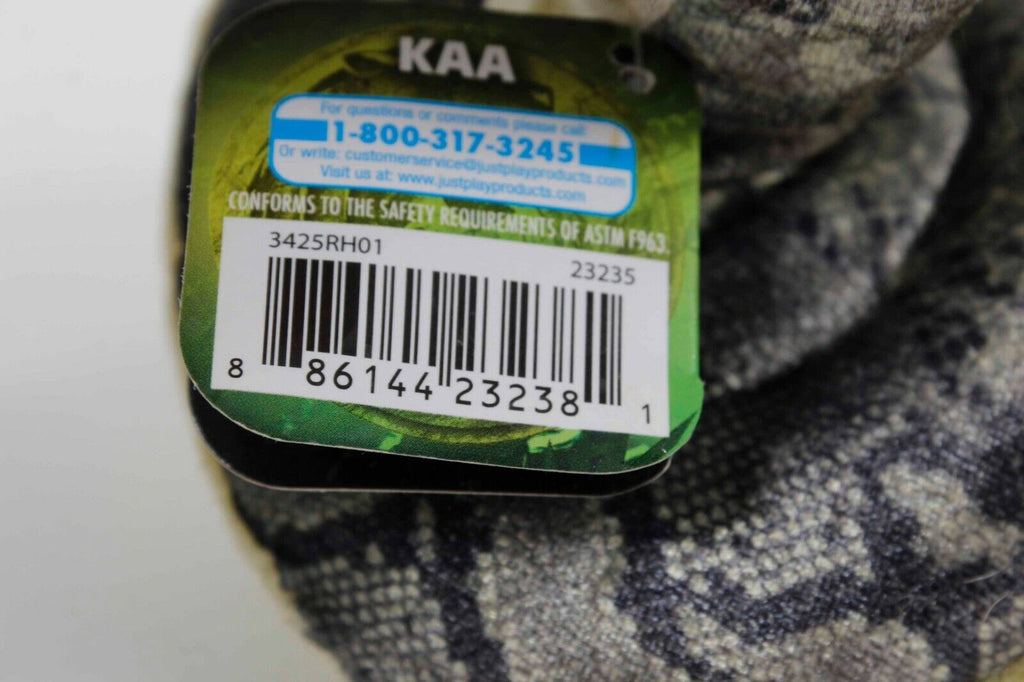 KAA
For questions or comments please call:
1-800-317-3245
Or write: customerservice@justplayproducts.com
Visit us at: www.justplayproducts.com
CONFORMS TO THE SAFETY REQUIREMENTS OF ASTM F963.
3425RH01
23235
8 86144 23238 1